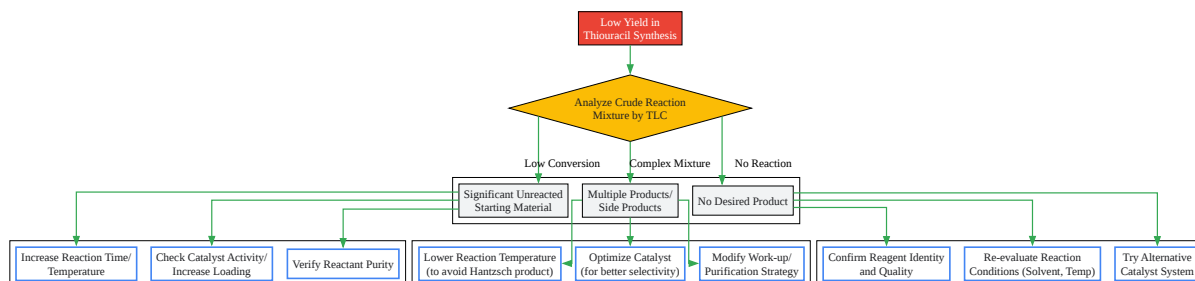 Low Yield in
Thiouracil Synthesis
Analyze Crude Reaction
Mixture by TLC
Low Conversion
Complex Mixture
No Reaction
Significant Unreacted
Starting Material
Multiple Products/
Side Products
No Desired Product
Increase Reaction Time/
Temperature
Check Catalyst Activity/
Increase Loading
Verify Reactant Purity
Lower Reaction Temperature
(to avoid Hantzsch product)
Optimize Catalyst
(for better selectivity)
Modify Work-up/
Purification Strategy
Confirm Reagent Identity
and Quality
Re-evaluate Reaction
Conditions (Solvent, Temp)
Try Alternative
Catalyst System